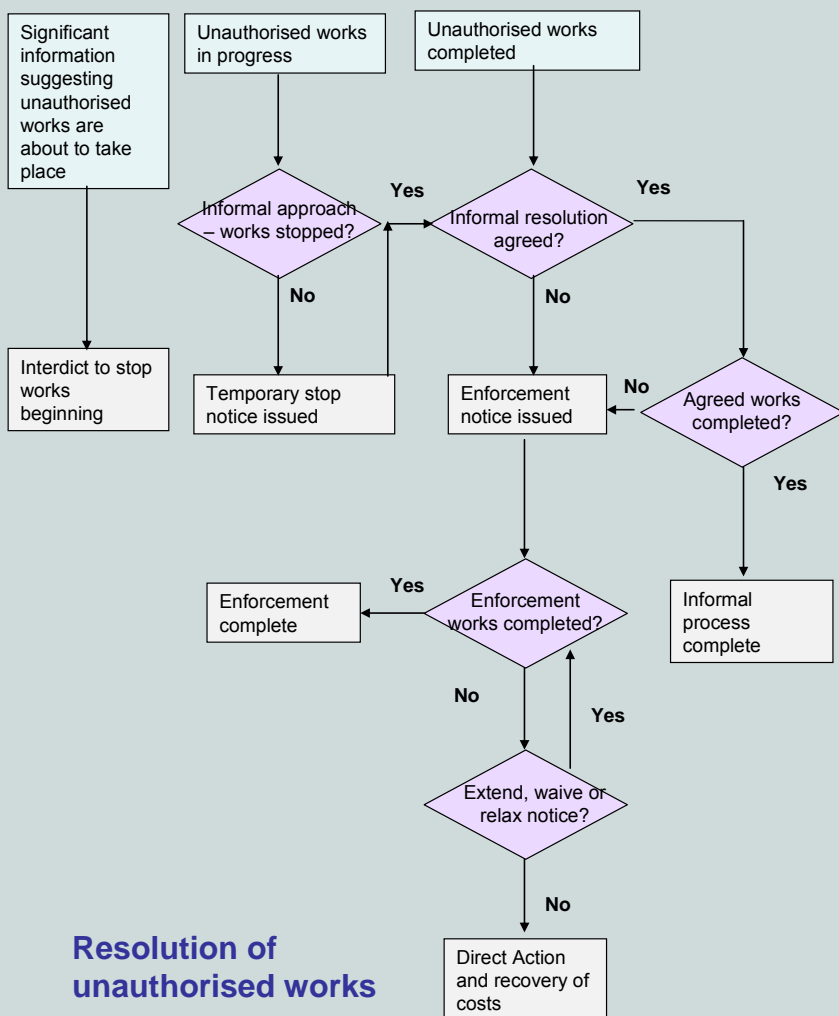 Significant
information
suggesting
unauthorised
works are
about to take
place
Unauthorised works
in progress
Unauthorised works
completed
Informal approach
– works stopped?
Yes
Informal resolution
agreed?
Yes
No
No
Interdict to stop
works
beginning
Temporary stop
notice issued
Enforcement
notice issued
No
Agreed works
completed?
Yes
Yes
Enforcement
complete
Enforcement
works completed?
Informal
process
complete
No
Yes
Extend, waive or
relax notice?
No
Direct Action
and recovery of
costs
Resolution of
unauthorised works